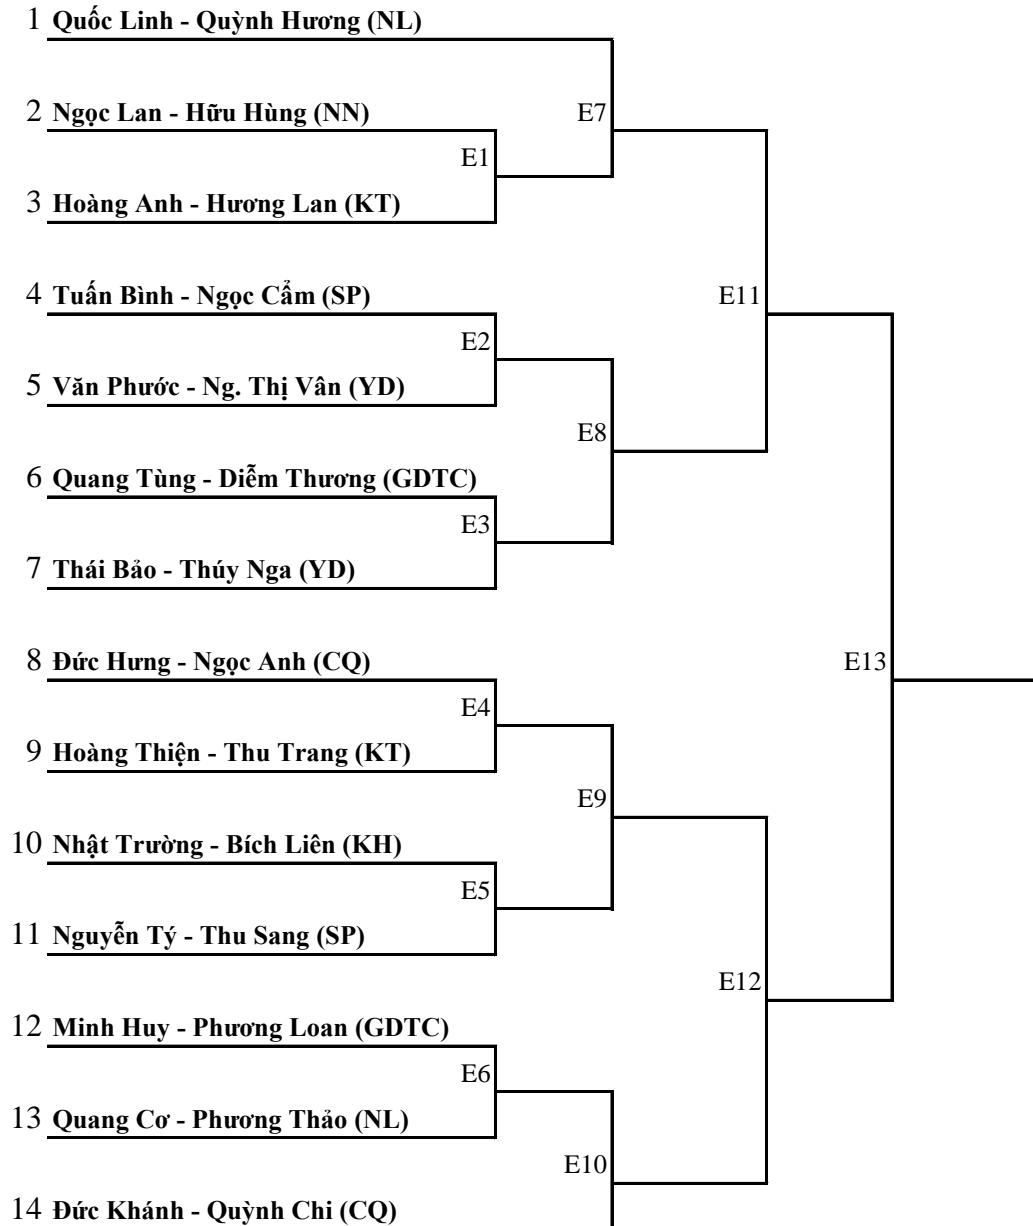 1 Quốc Linh - Quỳnh Hương (NL)
2 Ngọc Lan - Hữu Hùng (NN)
E7
E1
3 Hoàng Anh - Hương Lan (KT)
4 Tuấn Bình - Ngọc Cẩm (SP)
E11
E2
5 Văn Phước - Ng. Thị Vân (YD)
E8
6 Quang Tùng - Diễm Thương (GDTC)
E3
7 Thái Bảo - Thúy Nga (YD)
8 Đức Hưng - Ngọc Anh (CQ)
E13
E4
9 Hoàng Thiện - Thu Trang (KT)
E9
10 Nhật Trường - Bích Liên (KH)
E5
11 Nguyễn Tý - Thu Sang (SP)
E12
12 Minh Huy - Phương Loan (GDTC)
E6
13 Quang Cơ - Phương Thảo (NL)
E10
14 Đức Khánh - Quỳnh Chi (CQ)